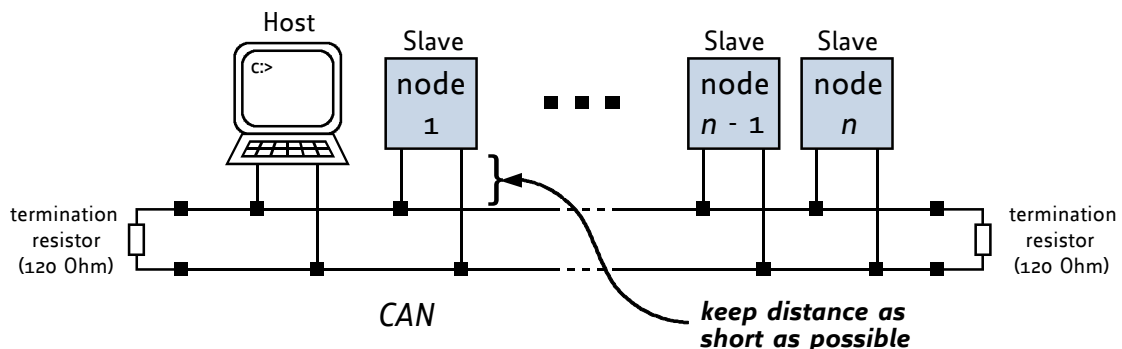 Host
C:>
Slave
node
1
Slave
node
n - 1
Slave
node
n
termination
resistor
(120 Ohm)
termination
resistor
(120 Ohm)
CAN
keep distance as
short as possible